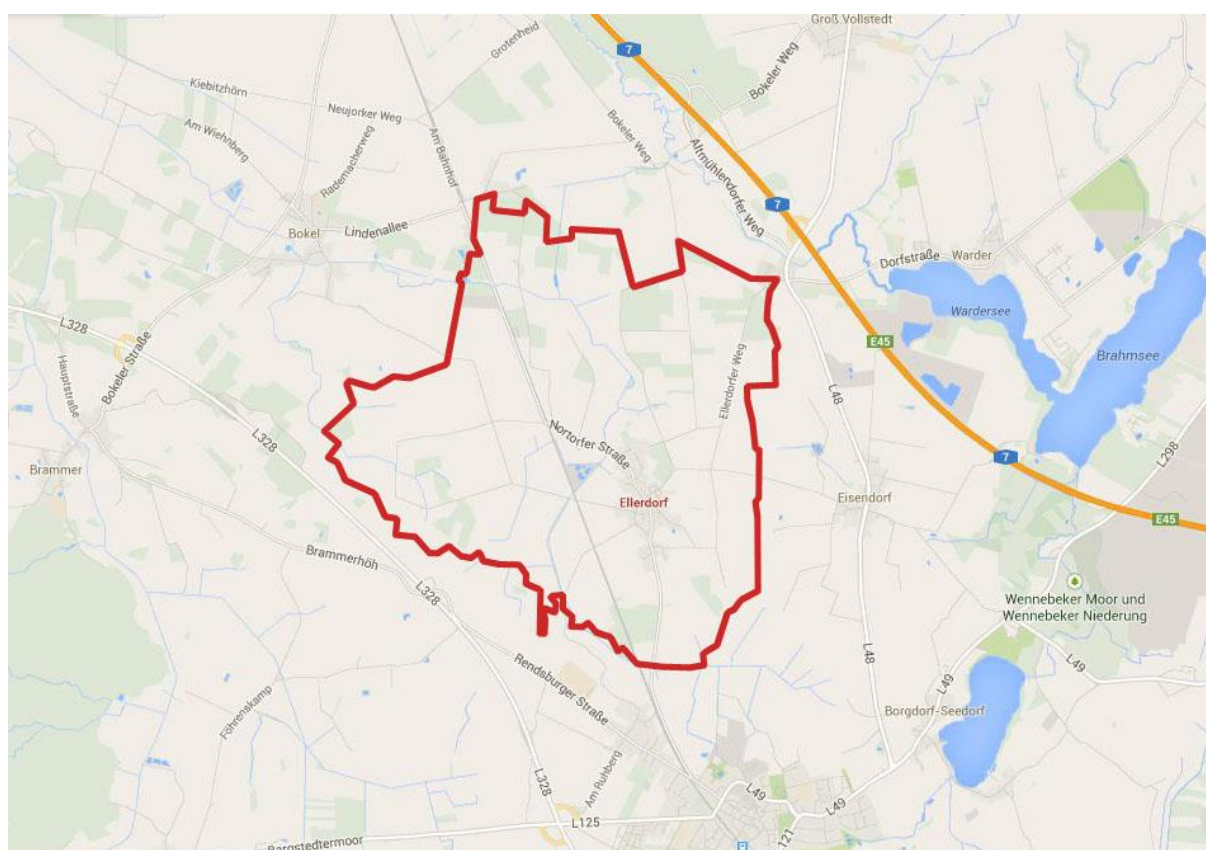 Groß Vollstedt
7
Grotenheid
Bokeler Weg
Kiebitzhörn
Neujorker Weg
Am Wiehnberg
Rademacherweg
Am Bahnhof
Bokeler Weg
Altmühlendorfer Weg
7
7
Bokel
Lindenallee
Dorfstraße
Warder
Wardersee
L328
E45
Brahmsee
Hauptstraße
Bokeler Straße
Ellerdorfer Weg
L48
L328
Nortorfer Straße
7
L298
Brammer
Ellerdorf
Eisendorf
E45
Brammerhöh
L328
Wennebeker Moor und
Wennebeker Niederung
L48
L49
Rendsburger Straße
L49
Föhrenskamp
Borgdorf-Seedorf
L328
Am Ruhberg
L49
L49
L125
121
Bargstedtermoor